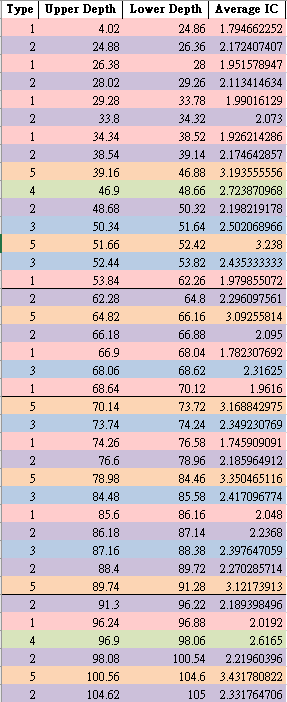 Type Upper Depth Lower Depth Average IC
1 4.02 24.86 1.794662252
2 24.88 26.36 2.172407407
1 26.38 28 1.951578947
2 28.02 29.26 2.113414634
1 29.28 33.78 1.99016129
2 33.8 34.32 2.073
1 34.34 38.52 1.926214286
2 38.54 39.14 2.174642857
5 39.16 46.88 3.193555556
4 46.9 48.66 2.723870968
2 48.68 50.32 2.198219178
3 50.34 51.64 2.502068966
5 51.66 52.42 3.238
3 52.44 53.82 2.435333333
1 53.84 62.26 1.979855072
2 62.28 64.8 2.296097561
5 64.82 66.16 3.09255814
2 66.18 66.88 2.095
1 66.9 68.04 1.782307692
3 68.06 68.62 2.31625
1 68.64 70.12 1.9616
5 70.14 73.72 3.168842975
3 73.74 74.24 2.349230769
1 74.26 76.58 1.745909091
2 76.6 78.96 2.185964912
5 78.98 84.46 3.350465116
3 84.48 85.58 2.417096774
1 85.6 86.16 2.048
2 86.18 87.14 2.2368
3 87.16 88.38 2.397647059
2 88.4 89.72 2.270285714
5 89.74 91.28 3.12173913
2 91.3 96.22 2.189398496
1 96.24 96.88 2.0192
4 96.9 98.06 2.6165
2 98.08 100.54 2.21960396
5 100.56 104.6 3.431780822
2 104.62 105 2.331764706